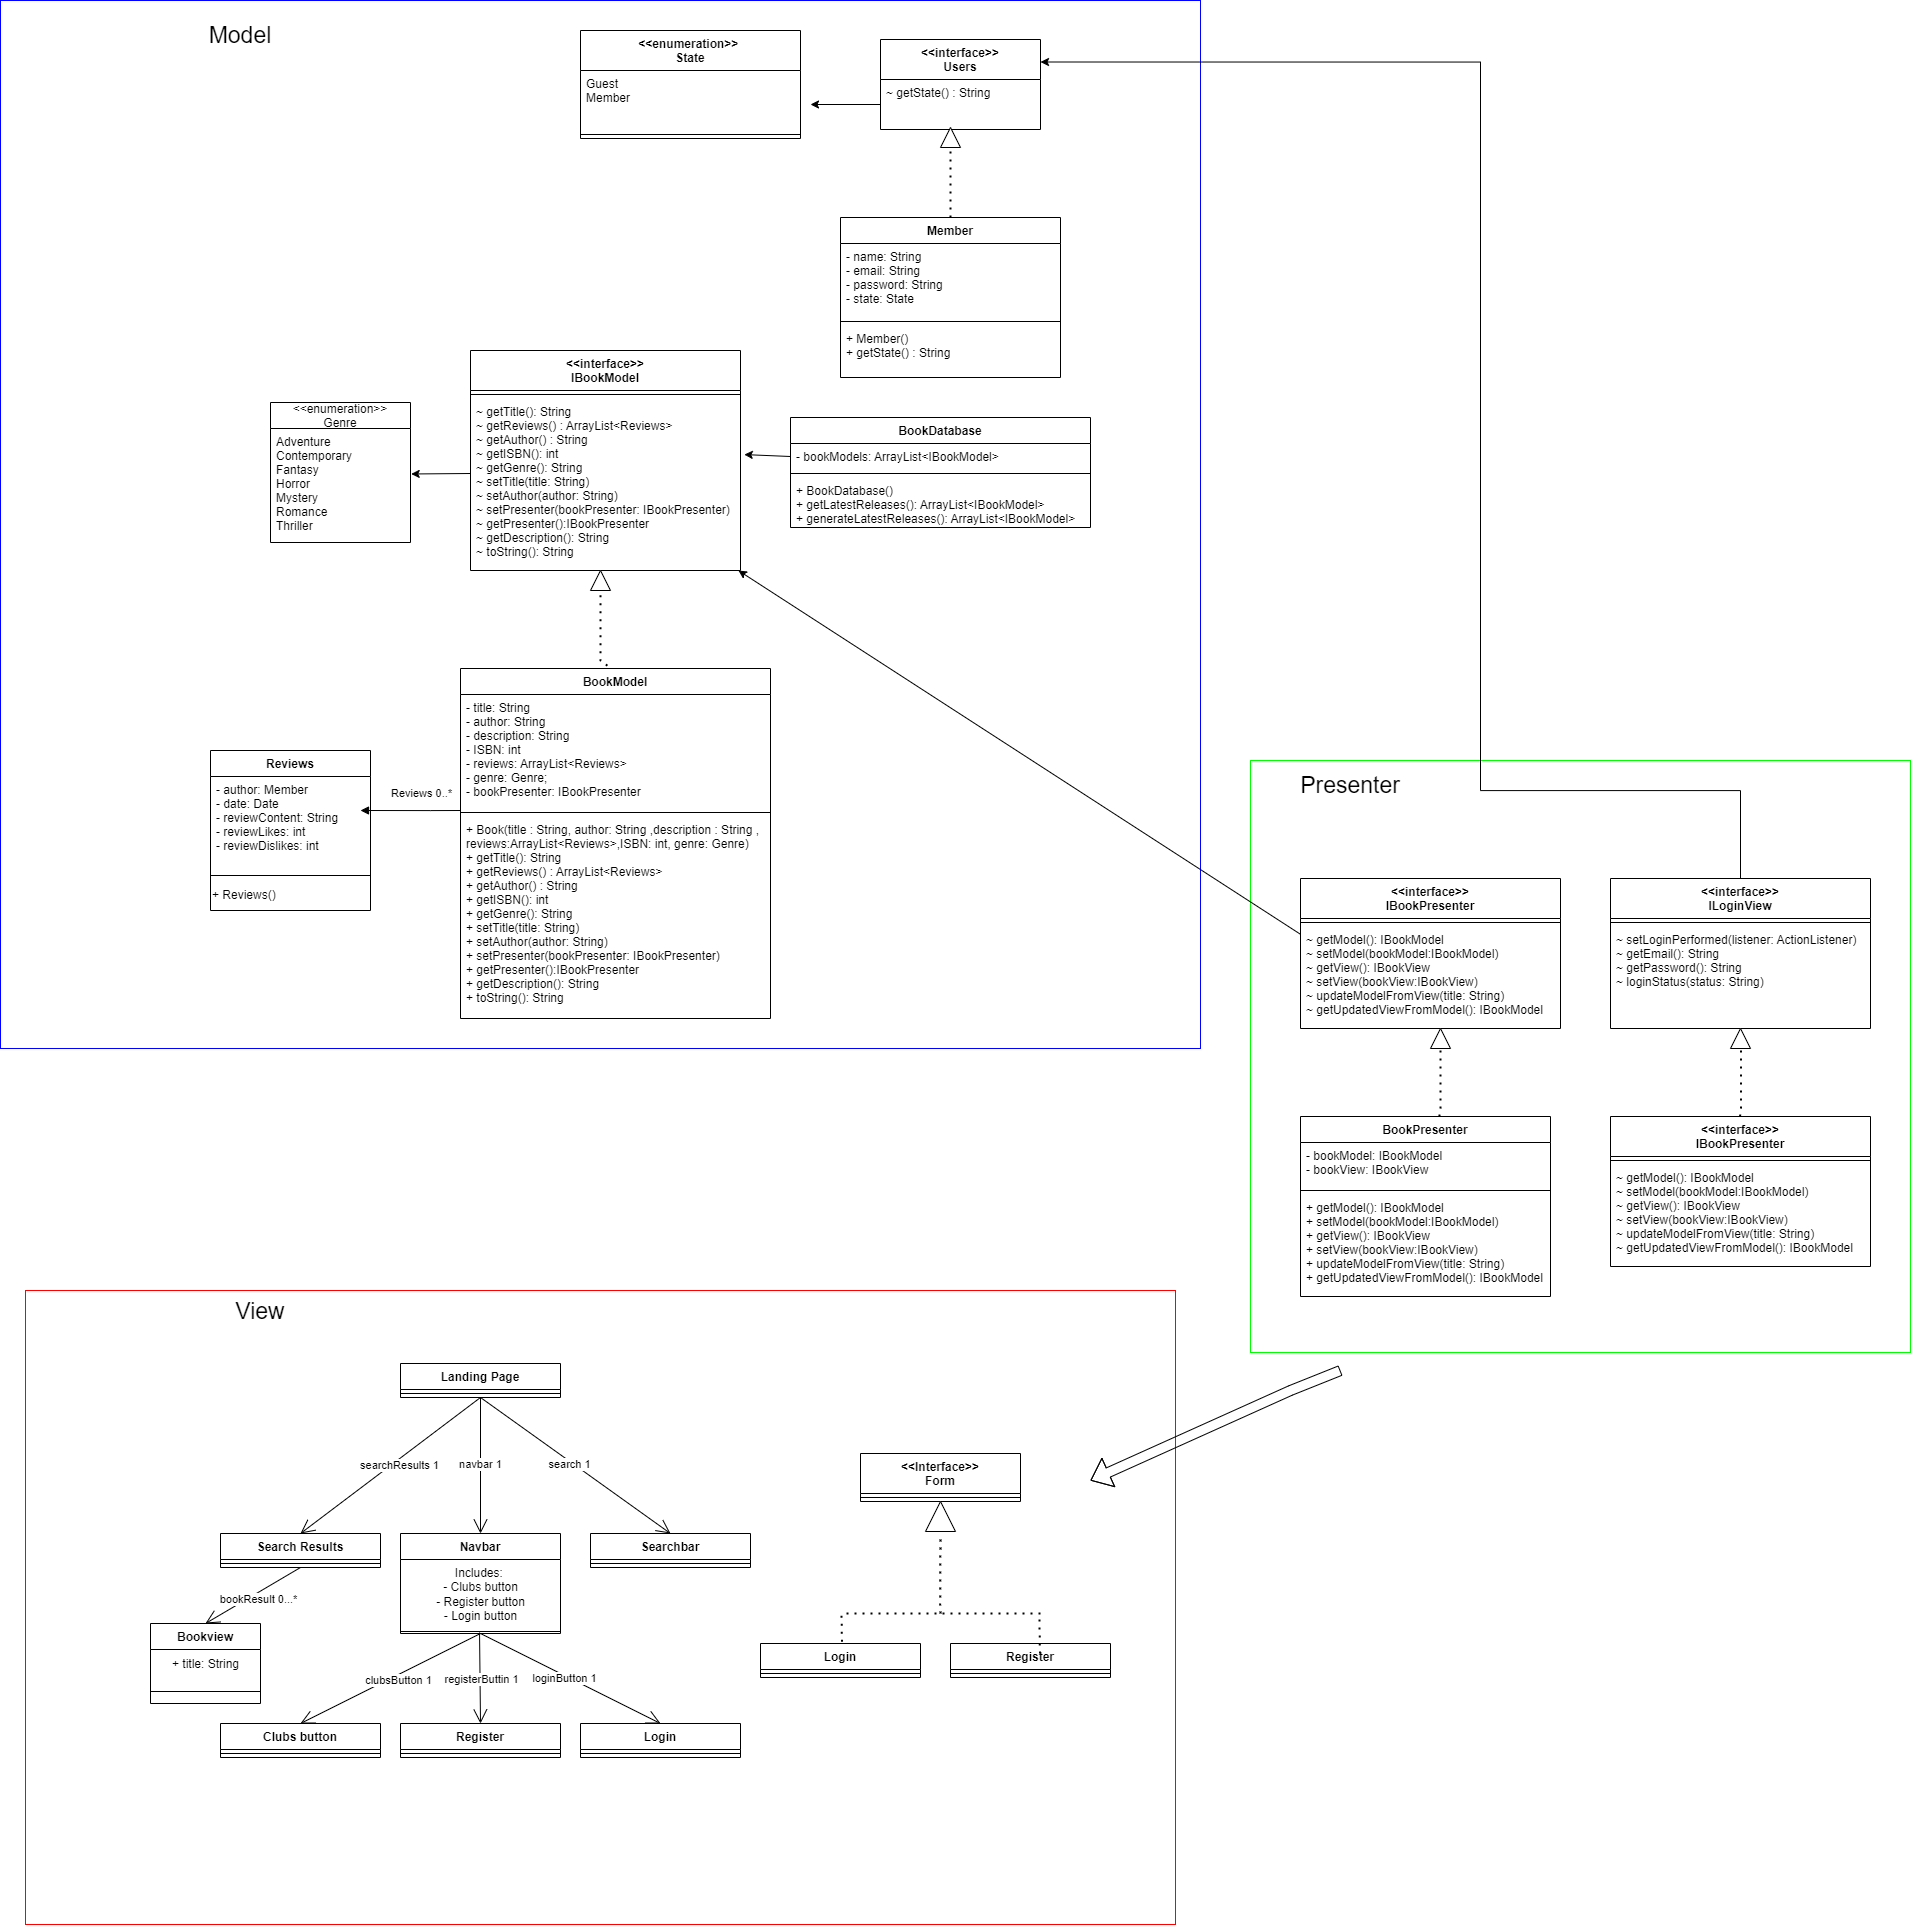 Model
<<enumeration>>
State
Guest
Member
<<interface>>
Users
~ getState() : String
Member
- name: String
- email: String
- password: String
- state: State
+ Member()
+ getState() : String
<<interface>>
IBookModel
~ getTitle(): String
~ getReviews() : ArrayList<Reviews>
~ getAuthor() : String
~ getISBN(): int
~ getGenre(): String
~ setTitle(title: String)
~ setAuthor(author: String)
~ setPresenter(bookPresenter: IBookPresenter)
~ getPresenter():IBookPresenter
~ getDescription(): String
~ toString(): String
<<enumeration>>
Genre
Adventure
Contemporary
Fantasy
Horror
Mystery
Romance
Thriller
BookDatabase
- bookModels: ArrayList<IBookModel>
+ BookDatabase()
+ getLatestReleases(): ArrayList<IBookModel>
+ generateLatestReleases(): ArrayList<IBookModel>
BookModel
- title: String
- author: String
- description: String
- ISBN: int
- reviews: ArrayList<Reviews>
- genre: Genre;
- bookPresenter: IBookPresenter
+ Book(title : String, author: String ,description : String ,
reviews:ArrayList<Reviews>,ISBN: int, genre: Genre)
+ getTitle(): String
+ getReviews() : ArrayList<Reviews>
+ getAuthor() : String
+ getISBN(): int
+ getGenre(): String
+ setTitle(title: String)
+ setAuthor(author: String)
+ setPresenter(bookPresenter: IBookPresenter)
+ getPresenter():IBookPresenter
+ getDescription(): String
+ toString(): String
Reviews 0..*
Reviews
- author: Member
- date: Date
- reviewContent: String
- reviewLikes: int
- reviewDislikes: int
+ Reviews()
Presenter
<<interface>>
IBookPresenter
~ getModel(): IBookModel
~ setModel(bookModel:IBookModel)
~ getView(): IBookView
~ setView(bookView:IBookView)
~ updateModelFromView(title: String)
~ getUpdatedViewFromModel(): IBookModel
<<interface>>
ILoginView
~ setLoginPerformed(listener: ActionListener)
~ getEmail(): String
~ getPassword(): String
~ loginStatus(status: String)
BookPresenter
- bookModel: IBookModel
- bookView: IBookView
+ getModel(): IBookModel
+ setModel(bookModel:IBookModel)
+ getView(): IBookView
+ setView(bookView:IBookView)
+ updateModelFromView(title: String)
+ getUpdatedViewFromModel(): IBookModel
<<interface>>
IBookPresenter
~ getModel(): IBookModel
~ setModel(bookModel:IBookModel)
~ getView(): IBookView
~ setView(bookView:IBookView)
~ updateModelFromView(title: String)
~ getUpdatedViewFromModel(): IBookModel
View
Landing Page
searchResults 1
navbar 1
search 1
Search Results
Navbar
Includes:
- Clubs button
- Register button
- Login button
Searchbar
bookResult 0...*
Bookview
+ title: String
clubsButton 1
registerButtin 1
loginButton 1
Clubs button
Register
Login
<<Interface>>
Form
Login
Register